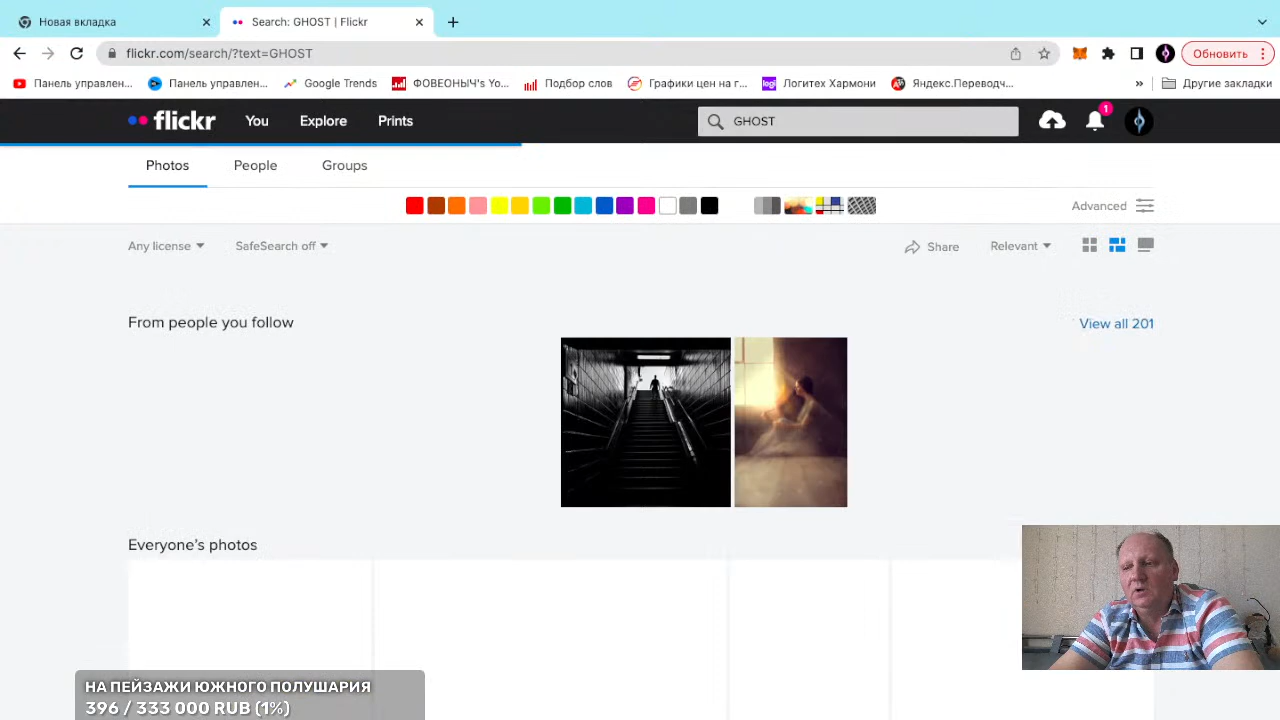 Новая вкладка
Search: GHOST | Flickr
flickr.com/search/?text=GHOST
Обновить
Панель управлен...
Панель управлен...
Google Trends
ФОВЕОНЫЧ's Yo...
Подбор слов
Графики цен на г...
Логитех Хармони
Яндекс.Переводч...
»
Другие закладки
flickr
You
Explore
Prints
GHOST
1
Photos
People
Groups
Advanced
Any license
SafeSearch off
Share
Relevant
From people you follow
View all 201
Everyone's photos
НА ПЕЙЗАЖИ ЮЖНОГО ПОЛУШАРИЯ
396 / 333 000 RUB (1%)